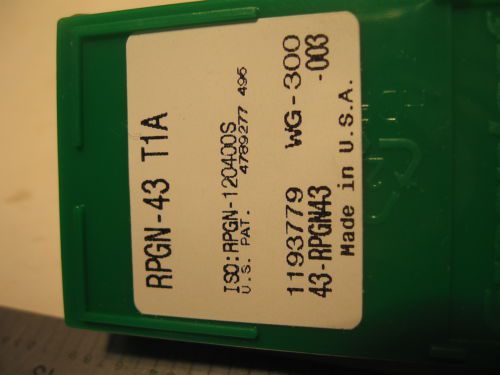 RPGN-43 T1A
ISO:RPGN-120400S
U.S. PAT. 4789277 496
1193779 WG-300
43-RPGN43 -003
Made in U.S.A.